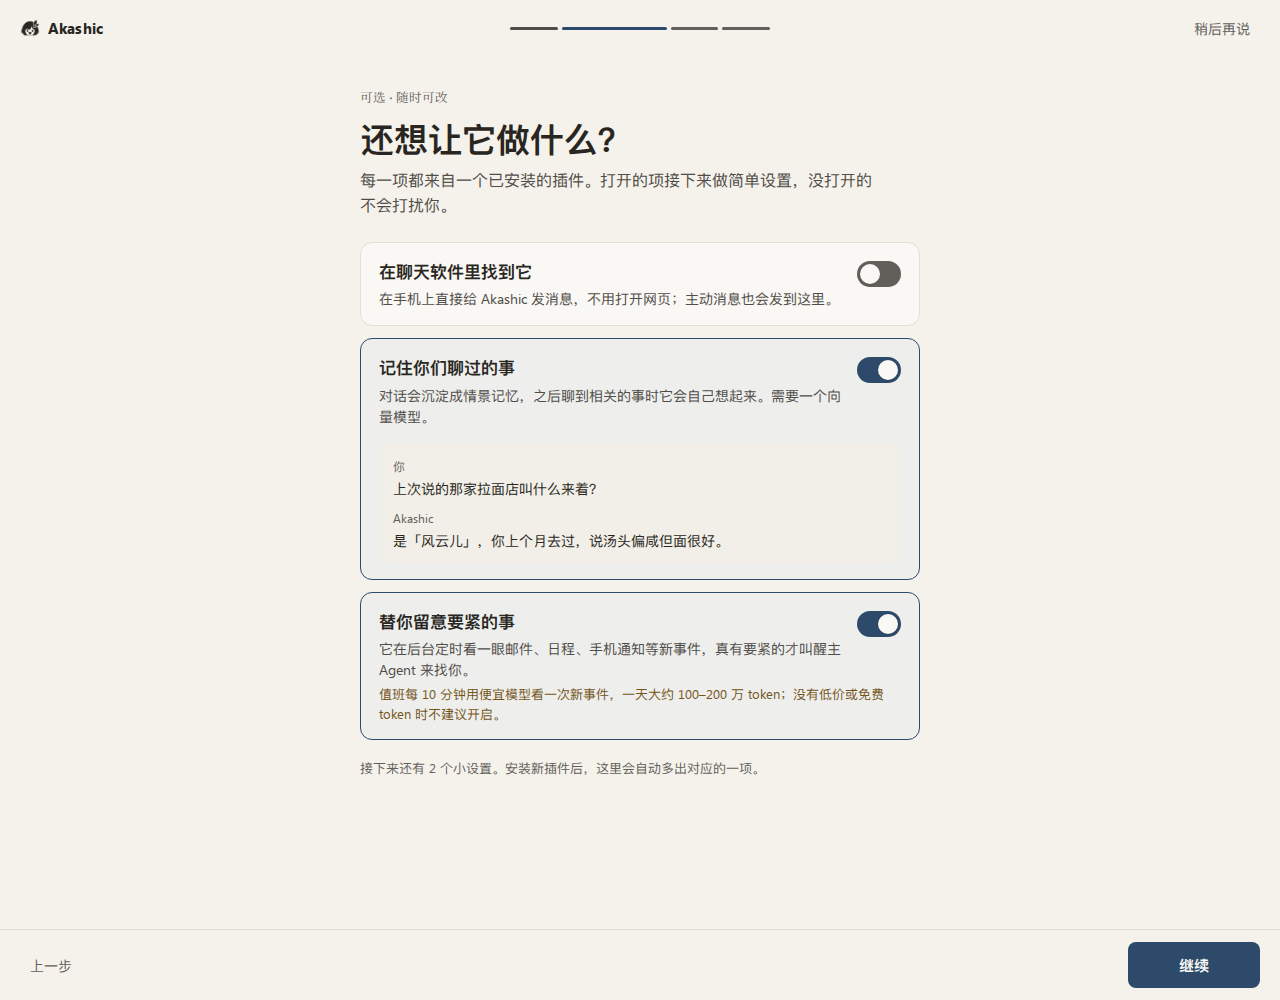 Akashic
稍后再说
可选 · 随时可改
还想让它做什么?
每一项都来自一个已安装的插件。打开的项接下来做简单设置，没打开的
不会打扰你。
在聊天软件里找到它
在手机上直接给 Akashic 发消息，不用打开网页；主动消息也会发到这里。
记住你们聊过的事
对话会沉淀成情景记忆，之后聊到相关的事时它会自己想起来。需要一个向
量模型。
你
上次说的那家拉面店叫什么来着?
Akashic
是「风云儿」，你上个月去过，说汤头偏咸但面很好。
替你留意要紧的事
它在后台定时看一眼邮件、日程、手机通知等新事件，真有要紧的才叫醒主
Agent 来找你。
值班每 10 分钟用便宜模型看一次新事件，一天大约 100–200 万 token；没有低价或免费
token 时不建议开启。
接下来还有 2 个小设置。安装新插件后，这里会自动多出对应的一项。
上一步
继续